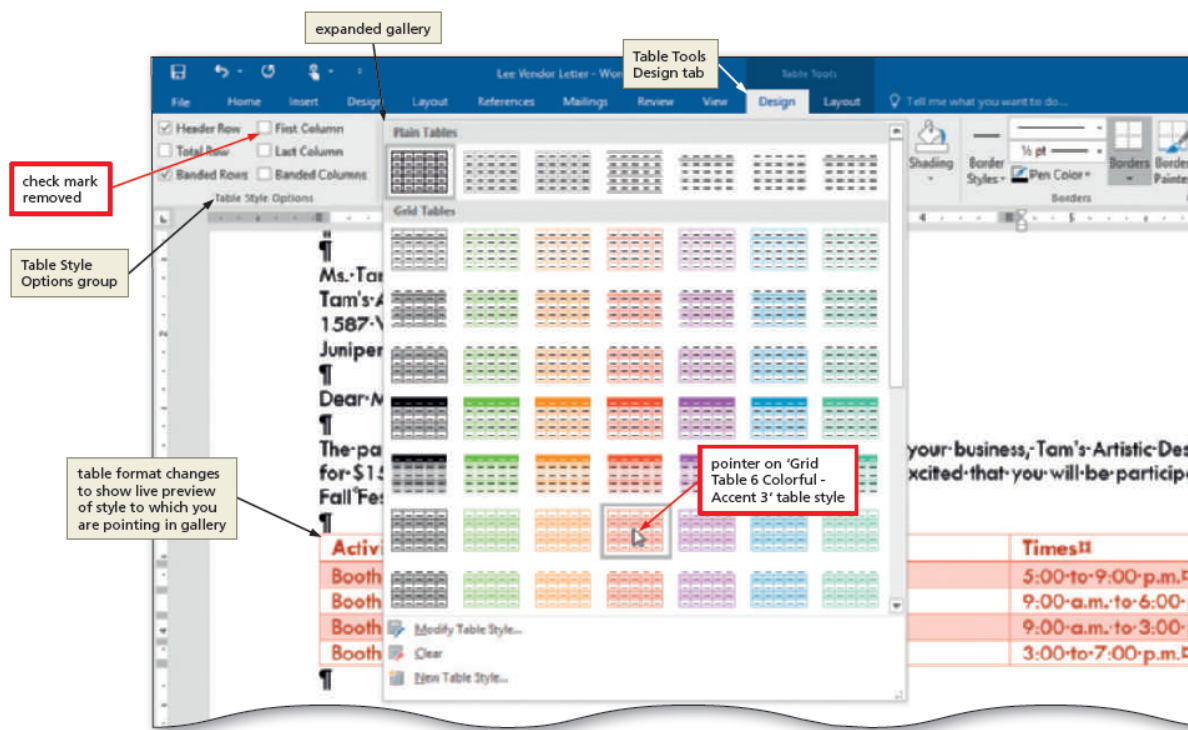 expanded gallery
Table Tools
Design tab
Lee Vendor Letter - Wor
Table Tools
File Home Insert Design Layout References Mailings Review View Design Layout Tell me what you want to do...
Header Row First Column
Total Row Last Column
Banded Rows Banded Columns
Table Style Options
check mark
removed
Table Style
Options group
Plain Tables
Grid Tables
Shading
Border
Styles
½ pt
Pen Color
Borders
Border
Painter
Borders
4 5
¶
Ms.·Tam
Tam's·A
1587·V
Juniper
¶
Dear·M
¶
The·pa your·business,·Tam's·Artistic·Des
for·$15 xcited·that·you·will·be·participa
Fall°Fes
¶
table format changes
to show live preview
of style to which you
are pointing in gallery
pointer on 'Grid
Table 6 Colorful -
Accent 3' table style
Activi Times¤
Booth 5:00·to·9:00·p.m.¤
Booth 9:00·a.m.·to·6:00·
Booth 9:00·a.m.·to·3:00·
Booth 3:00·to·7:00·p.m.¤
¶
Modify Table Style...
Clear
New Table Style...